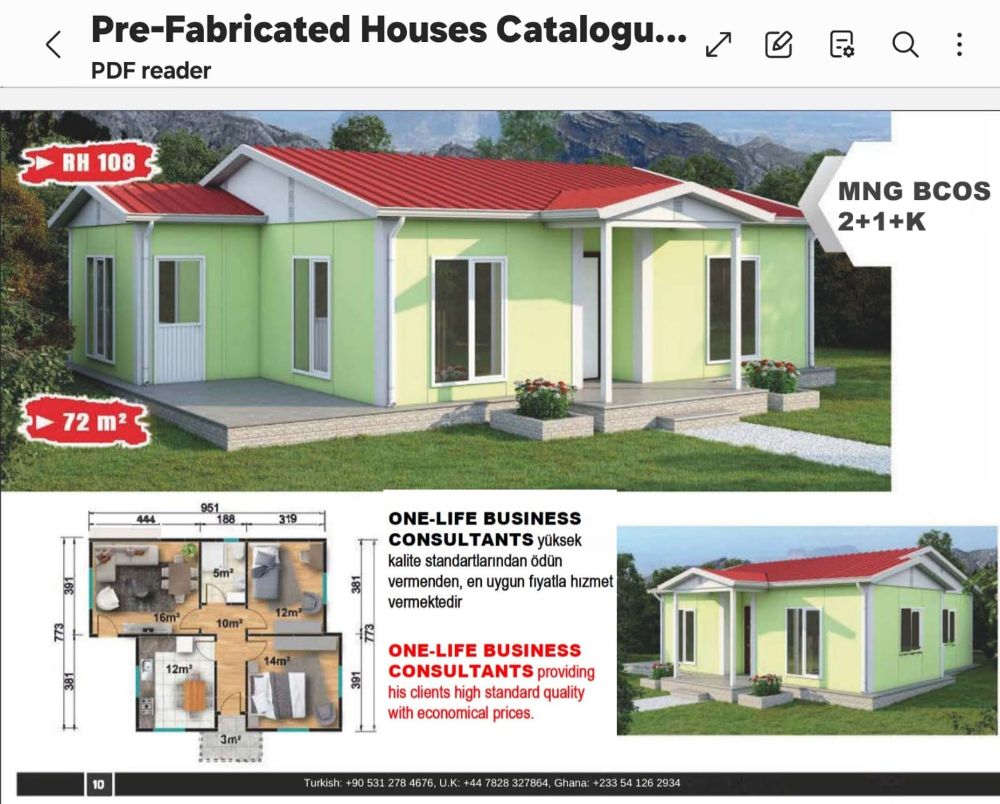 Pre-Fabricated Houses Catalogu...
PDF reader
RH 108
MNG BCOS
2+1+K
72 m²
951
444
188
319
391
773
381
5m²
16m²
10m²
12m²
12m²
14m²
3m²
381
773
391
ONE-LIFE BUSINESS
CONSULTANTS yüksek
kalite standartlarından ödün
vermenden, en uygun fiyatla hızmet
vermektedir
ONE-LIFE BUSINESS
CONSULTANTS providing
his clients high standard quality
with economical prices.
10
Turkish: +90 531 278 4676, U.K: +44 7828 327864, Ghana: +233 54 126 2934